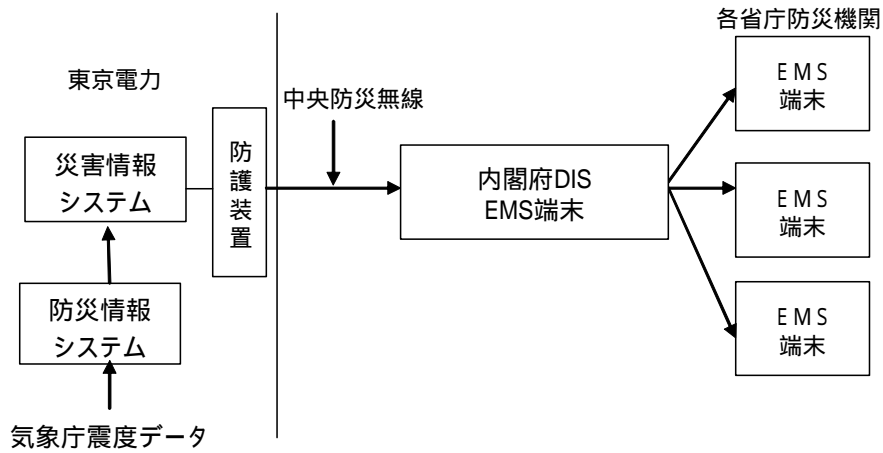 各省庁防災機関
東京電力
中央防災無線
災害情報
システム
防
護
装
置
防災情報
システム
気象庁震度データ
内閣府DIS
EMS端末
ＥＭＳ
端末
ＥＭＳ
端末
ＥＭＳ
端末